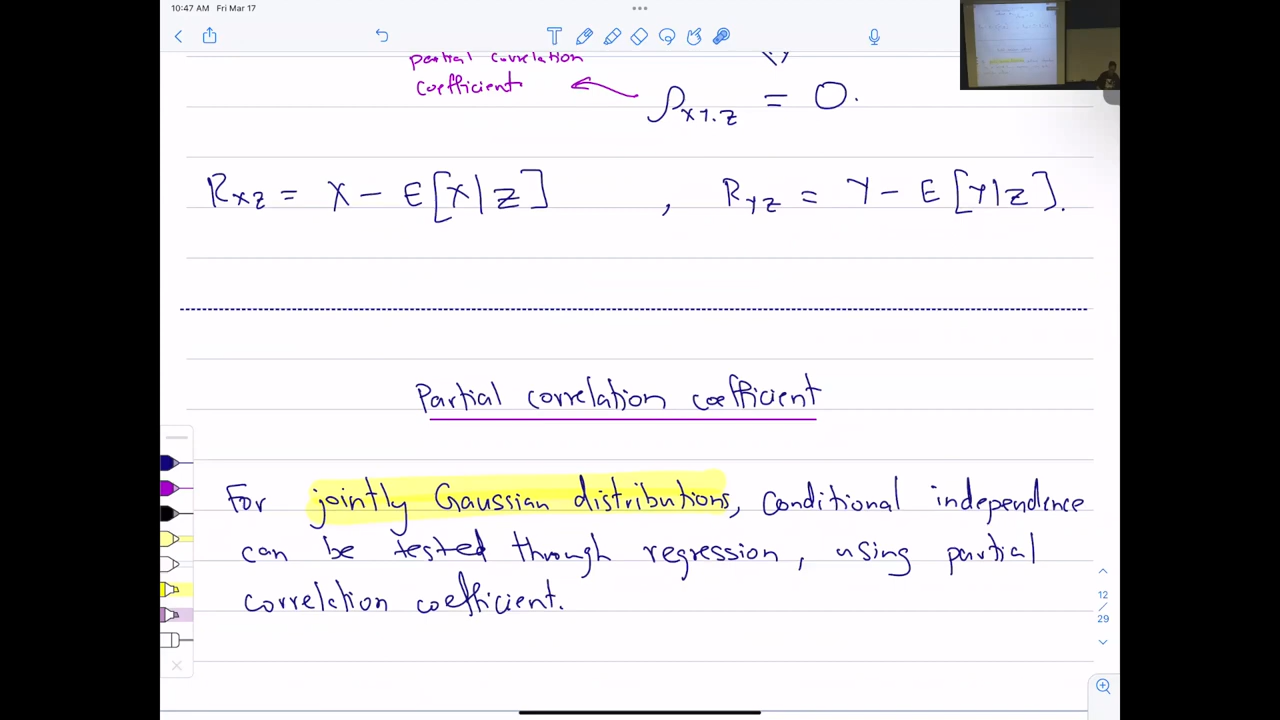 10:47 AM Fri Mar 17
partial correlation
coefficient
ρ_{XY.Z} = 0.
R_{XZ} = X - E[X|Z] , R_{YZ} = Y - E[Y|Z].
Partial correlation coefficient
For jointly Gaussian distributions, conditional independence
can be tested through regression, using partial
correlation coefficient.
12
/
29